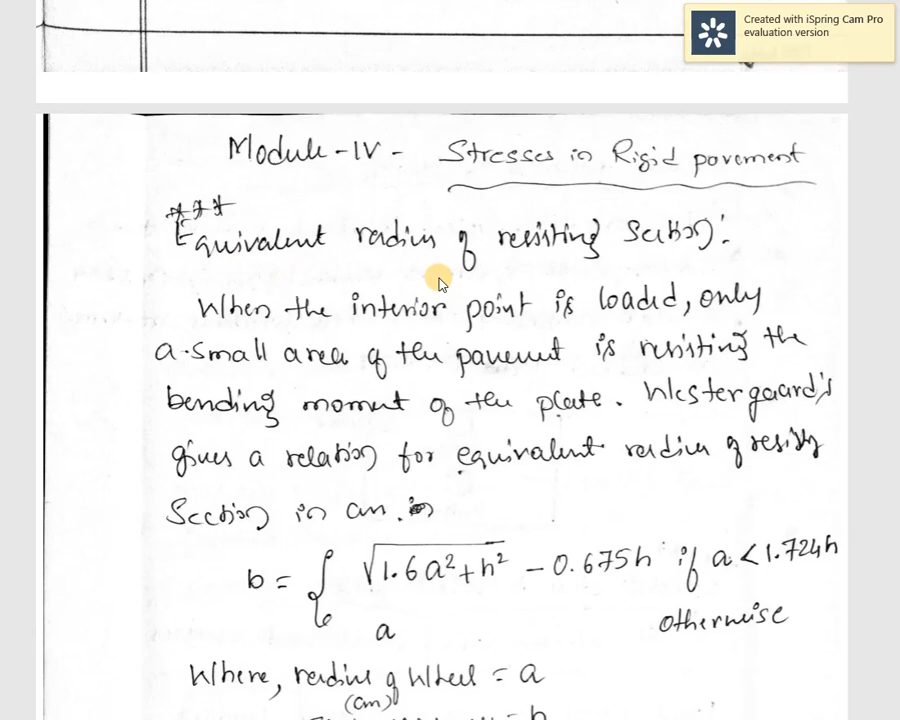 Created with iSpring Cam Pro
evaluation version
Module - IV - Stresses in Rigid pavement
***
Equivalent radius of resisting Section:
When the interior point is loaded, only
a small area of the pavement is resisting the
bending moment of the plate. Westergaard's
gives a relation for equivalent radius of resisting
Section in cm.
b = { √1.6a²+h² - 0.675h if a < 1.724h
a otherwise
Where, radius of Wheel = a
(cm)
= h